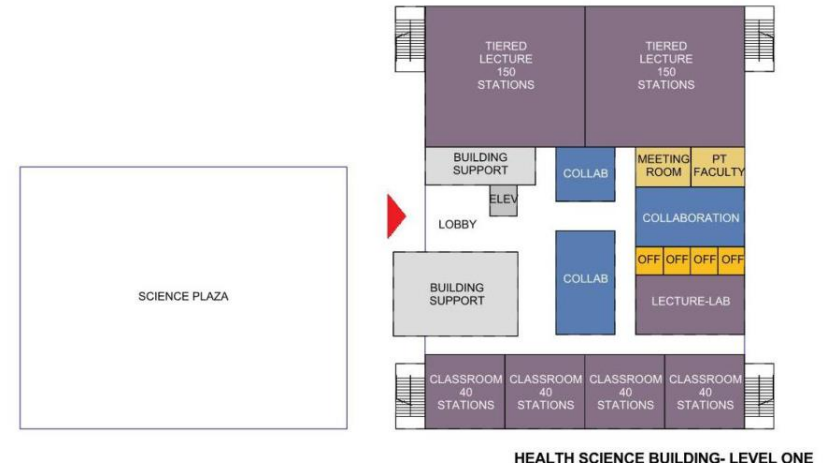 TIERED
LECTURE
150
STATIONS
TIERED
LECTURE
150
STATIONS
BUILDING
SUPPORT
COLLAB
MEETING
ROOM
PT
FACULTY
ELEV
LOBBY
COLLABORATION
OFF OFF OFF OFF
SCIENCE PLAZA
BUILDING
SUPPORT
COLLAB
LECTURE-LAB
CLASSROOM
40
STATIONS
CLASSROOM
40
STATIONS
CLASSROOM
40
STATIONS
CLASSROOM
40
STATIONS
HEALTH SCIENCE BUILDING- LEVEL ONE